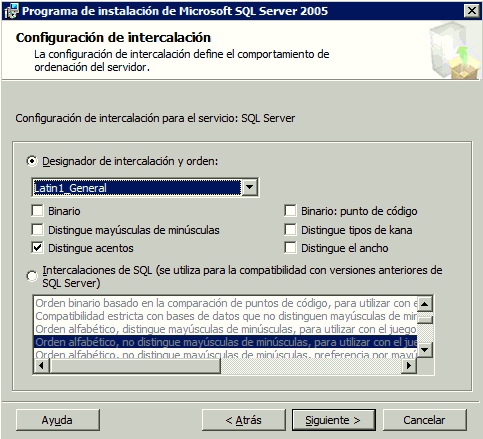 Programa de instalación de Microsoft SQL Server 2005
Configuración de intercalación
La configuración de intercalación define el comportamiento de
ordenación del servidor.
Configuración de intercalación para el servicio: SQL Server
Designador de intercalación y orden:
Latin1_General
Binario
Binario: punto de código
Distingue mayúsculas de minúsculas
Distingue tipos de kana
Distingue acentos
Distingue el ancho
Intercalaciones de SQL (se utiliza para la compatibilidad con versiones anteriores de
SQL Server)
Orden binario basado en la comparación de puntos de código, para utilizar con e
Compatibilidad estricta con bases de datos que no distinguen mayúsculas de min
Orden alfabético, distingue mayúsculas de minúsculas, para utilizar con el juego
Orden alfabético, no distingue mayúsculas de minúsculas, para utilizar con el jue
Orden alfabético, no distingue mayúsculas de minúsculas, preferencia por mayú
Ayuda
< Atrás
Siguiente >
Cancelar